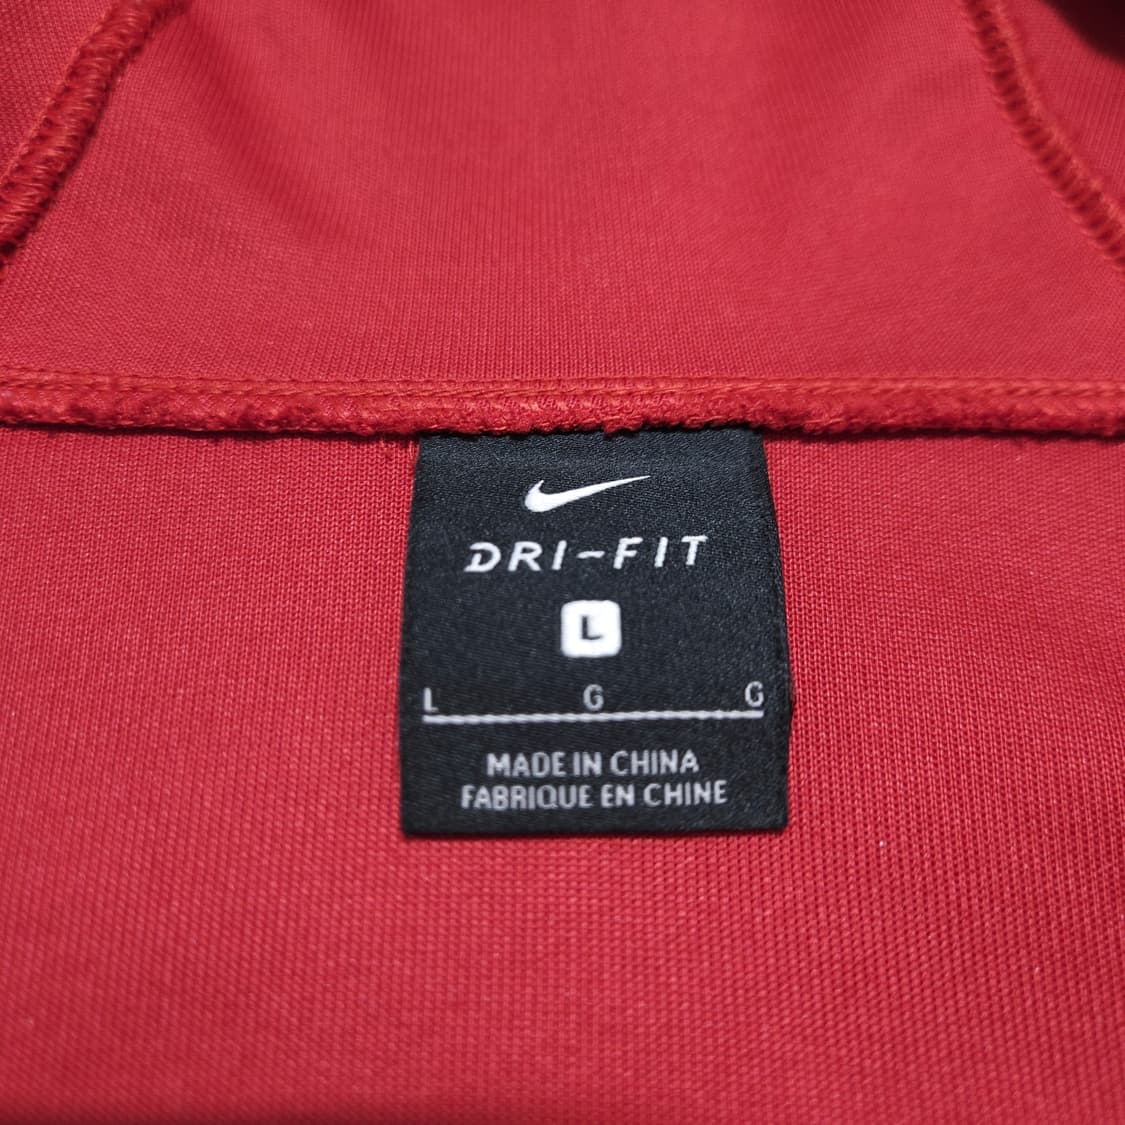 DRI-FIT
L
L G G
MADE IN CHINA
FABRIQUE EN CHINE